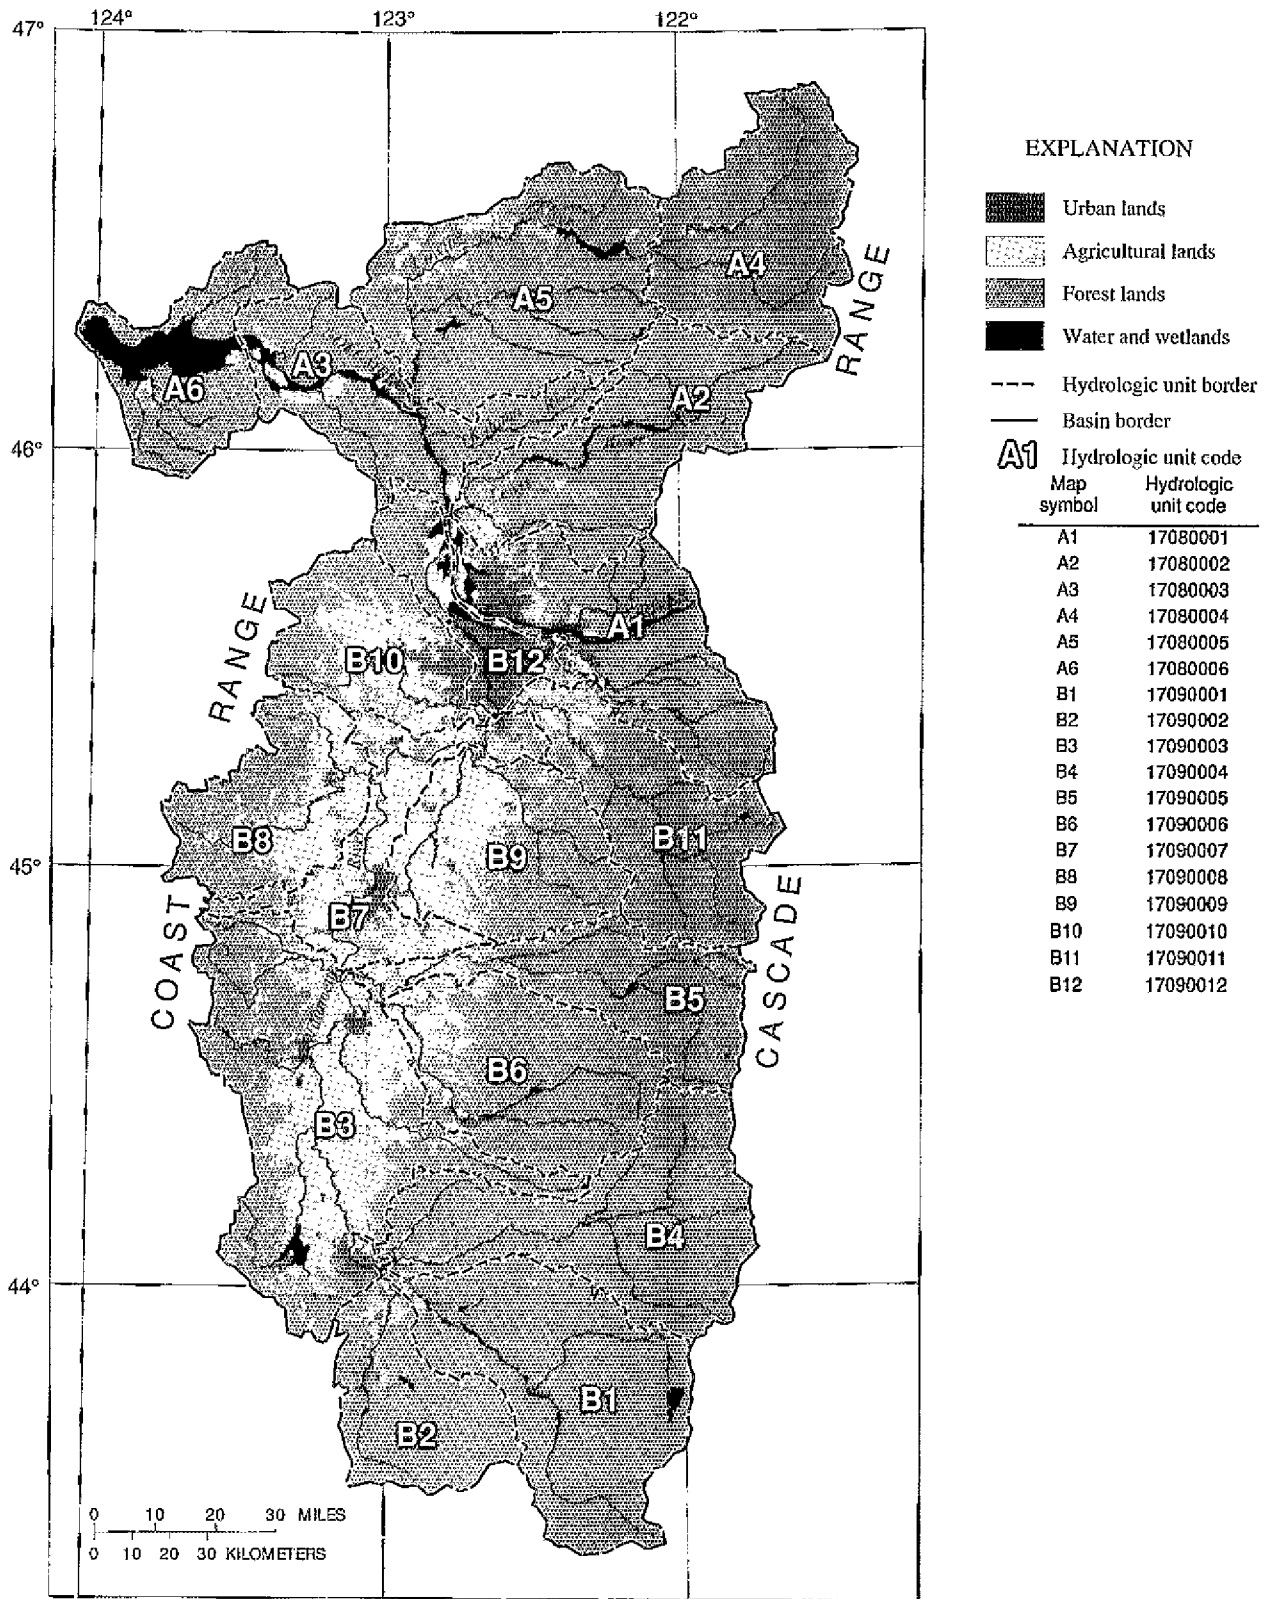 124° 123° 122°
47°
46°
45°
44°
RANGE
RANGE
COAST
CASCADE
A4
A5
A3
A6
A2
A1
B10
B12
B8
B11
B9
B7
B5
B6
B3
B4
B1
B2
0 10 20 30 MILES
0 10 20 30 KILOMETERS
EXPLANATION
Urban lands
Agricultural lands
Forest lands
Water and wetlands
Hydrologic unit border
Basin border
A1 Hydrologic unit code
Map symbol Hydrologic unit code
A1 17080001
A2 17080002
A3 17080003
A4 17080004
A5 17080005
A6 17080006
B1 17090001
B2 17090002
B3 17090003
B4 17090004
B5 17090005
B6 17090006
B7 17090007
B8 17090008
B9 17090009
B10 17090010
B11 17090011
B12 17090012